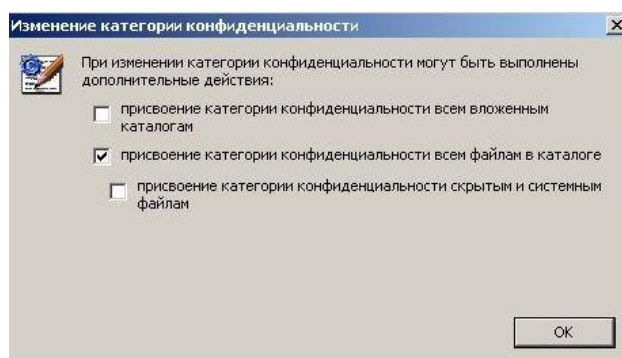 Изменение категории конфиденциальности
При изменении категории конфиденциальности могут быть выполнены
дополнительные действия:
присвоение категории конфиденциальности всем вложенным
каталогам
присвоение категории конфиденциальности всем файлам в каталоге
присвоение категории конфиденциальности скрытым и системным
файлам
OK